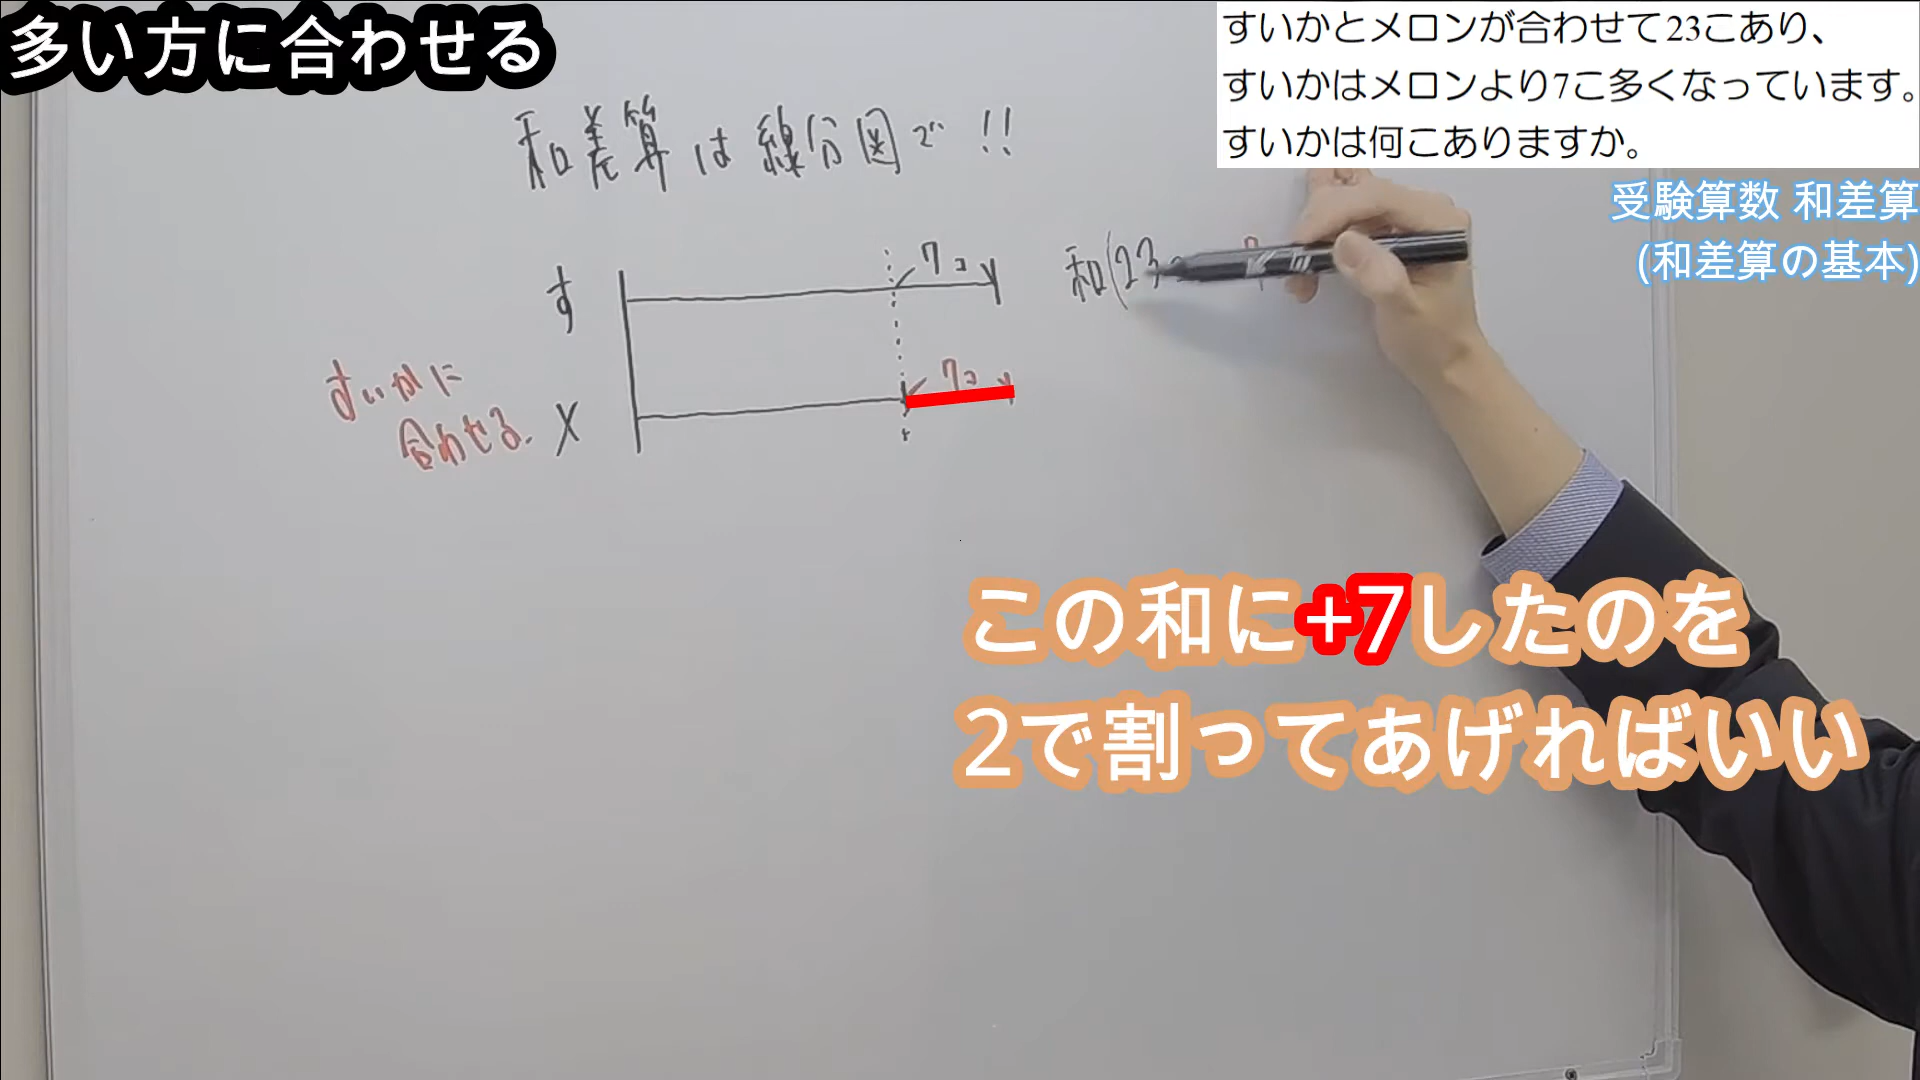 多い方に合わせる
すいかとメロンが合わせて23こあり、
すいかはメロンより7こ多くなっています。
すいかは何こありますか。
受験算数 和差算
(和差算の基本)
和差算は線分図で!!
す
7コ
和(23
すいかに
合わせる.
メ
7コ
この和に+7したのを
2で割ってあげればいい